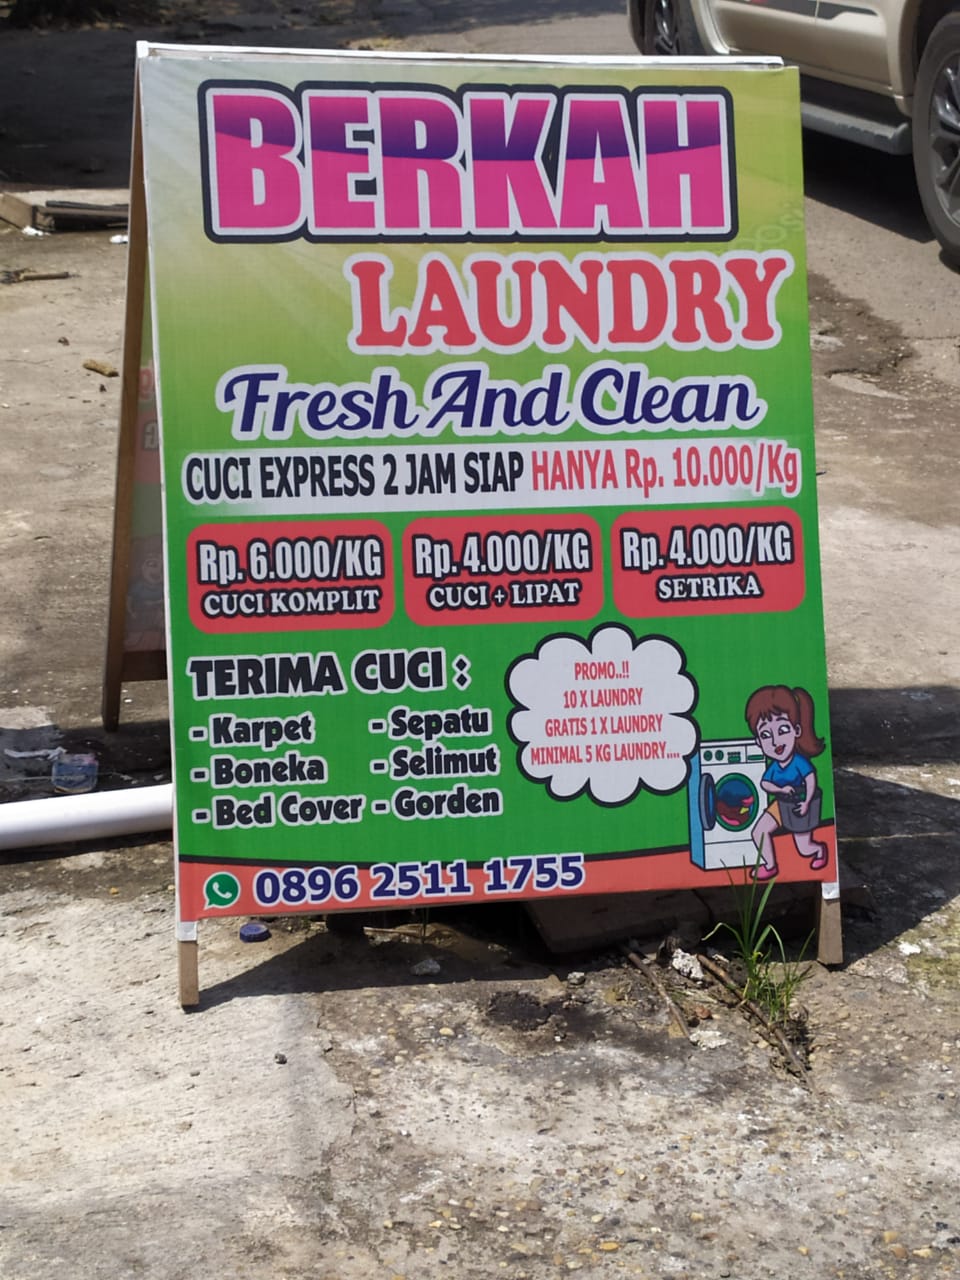 BERKAH
LAUNDRY
Fresh And Clean
CUCI EXPRESS 2 JAM SIAP HANYA Rp. 10.000/Kg
Rp. 6.000/KG
CUCI KOMPLIT
Rp. 4.000/KG
CUCI + LIPAT
Rp. 4.000/KG
SETRIKA
TERIMA CUCI :
- Karpet
- Boneka
- Bed Cover
- Sepatu
- Selimut
- Gorden
PROMO..!!
10 X LAUNDRY
GRATIS 1 X LAUNDRY
MINIMAL 5 KG LAUNDRY....
0896 2511 1755